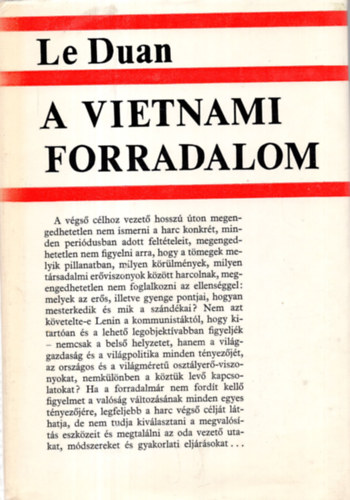 Le Duan
A VIETNAMI
FORRADALOM
A végső célhoz vezető hosszú úton megen-
gedhetetlen nem ismerni a harc konkrét, min-
den periódusban adott feltételeit, megenged-
hetetlen nem figyelni arra, hogy a tömegek me-
lyik pillanatban, milyen körülmények, milyen
társadalmi erőviszonyok között harcolnak, meg-
engedhetetlen nem foglalkozni az ellenséggel:
melyek az erős, illetve gyenge pontjai, hogyan
mesterkedik és mik a szándékai? Nem azt
követelte-e Lenin a kommunistáktól, hogy ki-
tartóan és a lehető legobjektívabban figyeljék
– nemcsak a belső helyzetet, hanem a világ-
gazdaság és a világpolitika minden tényezőjét,
az országos és a világméretű osztályerő-viszo-
nyokat, nemkülönben a köztük levő kapcso-
latokat? Ha a forradalmár nem fordít kellő
figyelmet a valóság változásának minden egyes
tényezőjére, legfeljebb a harc végső célját lát-
hatja, de nem tudja kiválasztani a megvalósí-
tás eszközeit és megtalálni az oda vezető uta-
kat, módszereket és gyakorlati eljárásokat ...